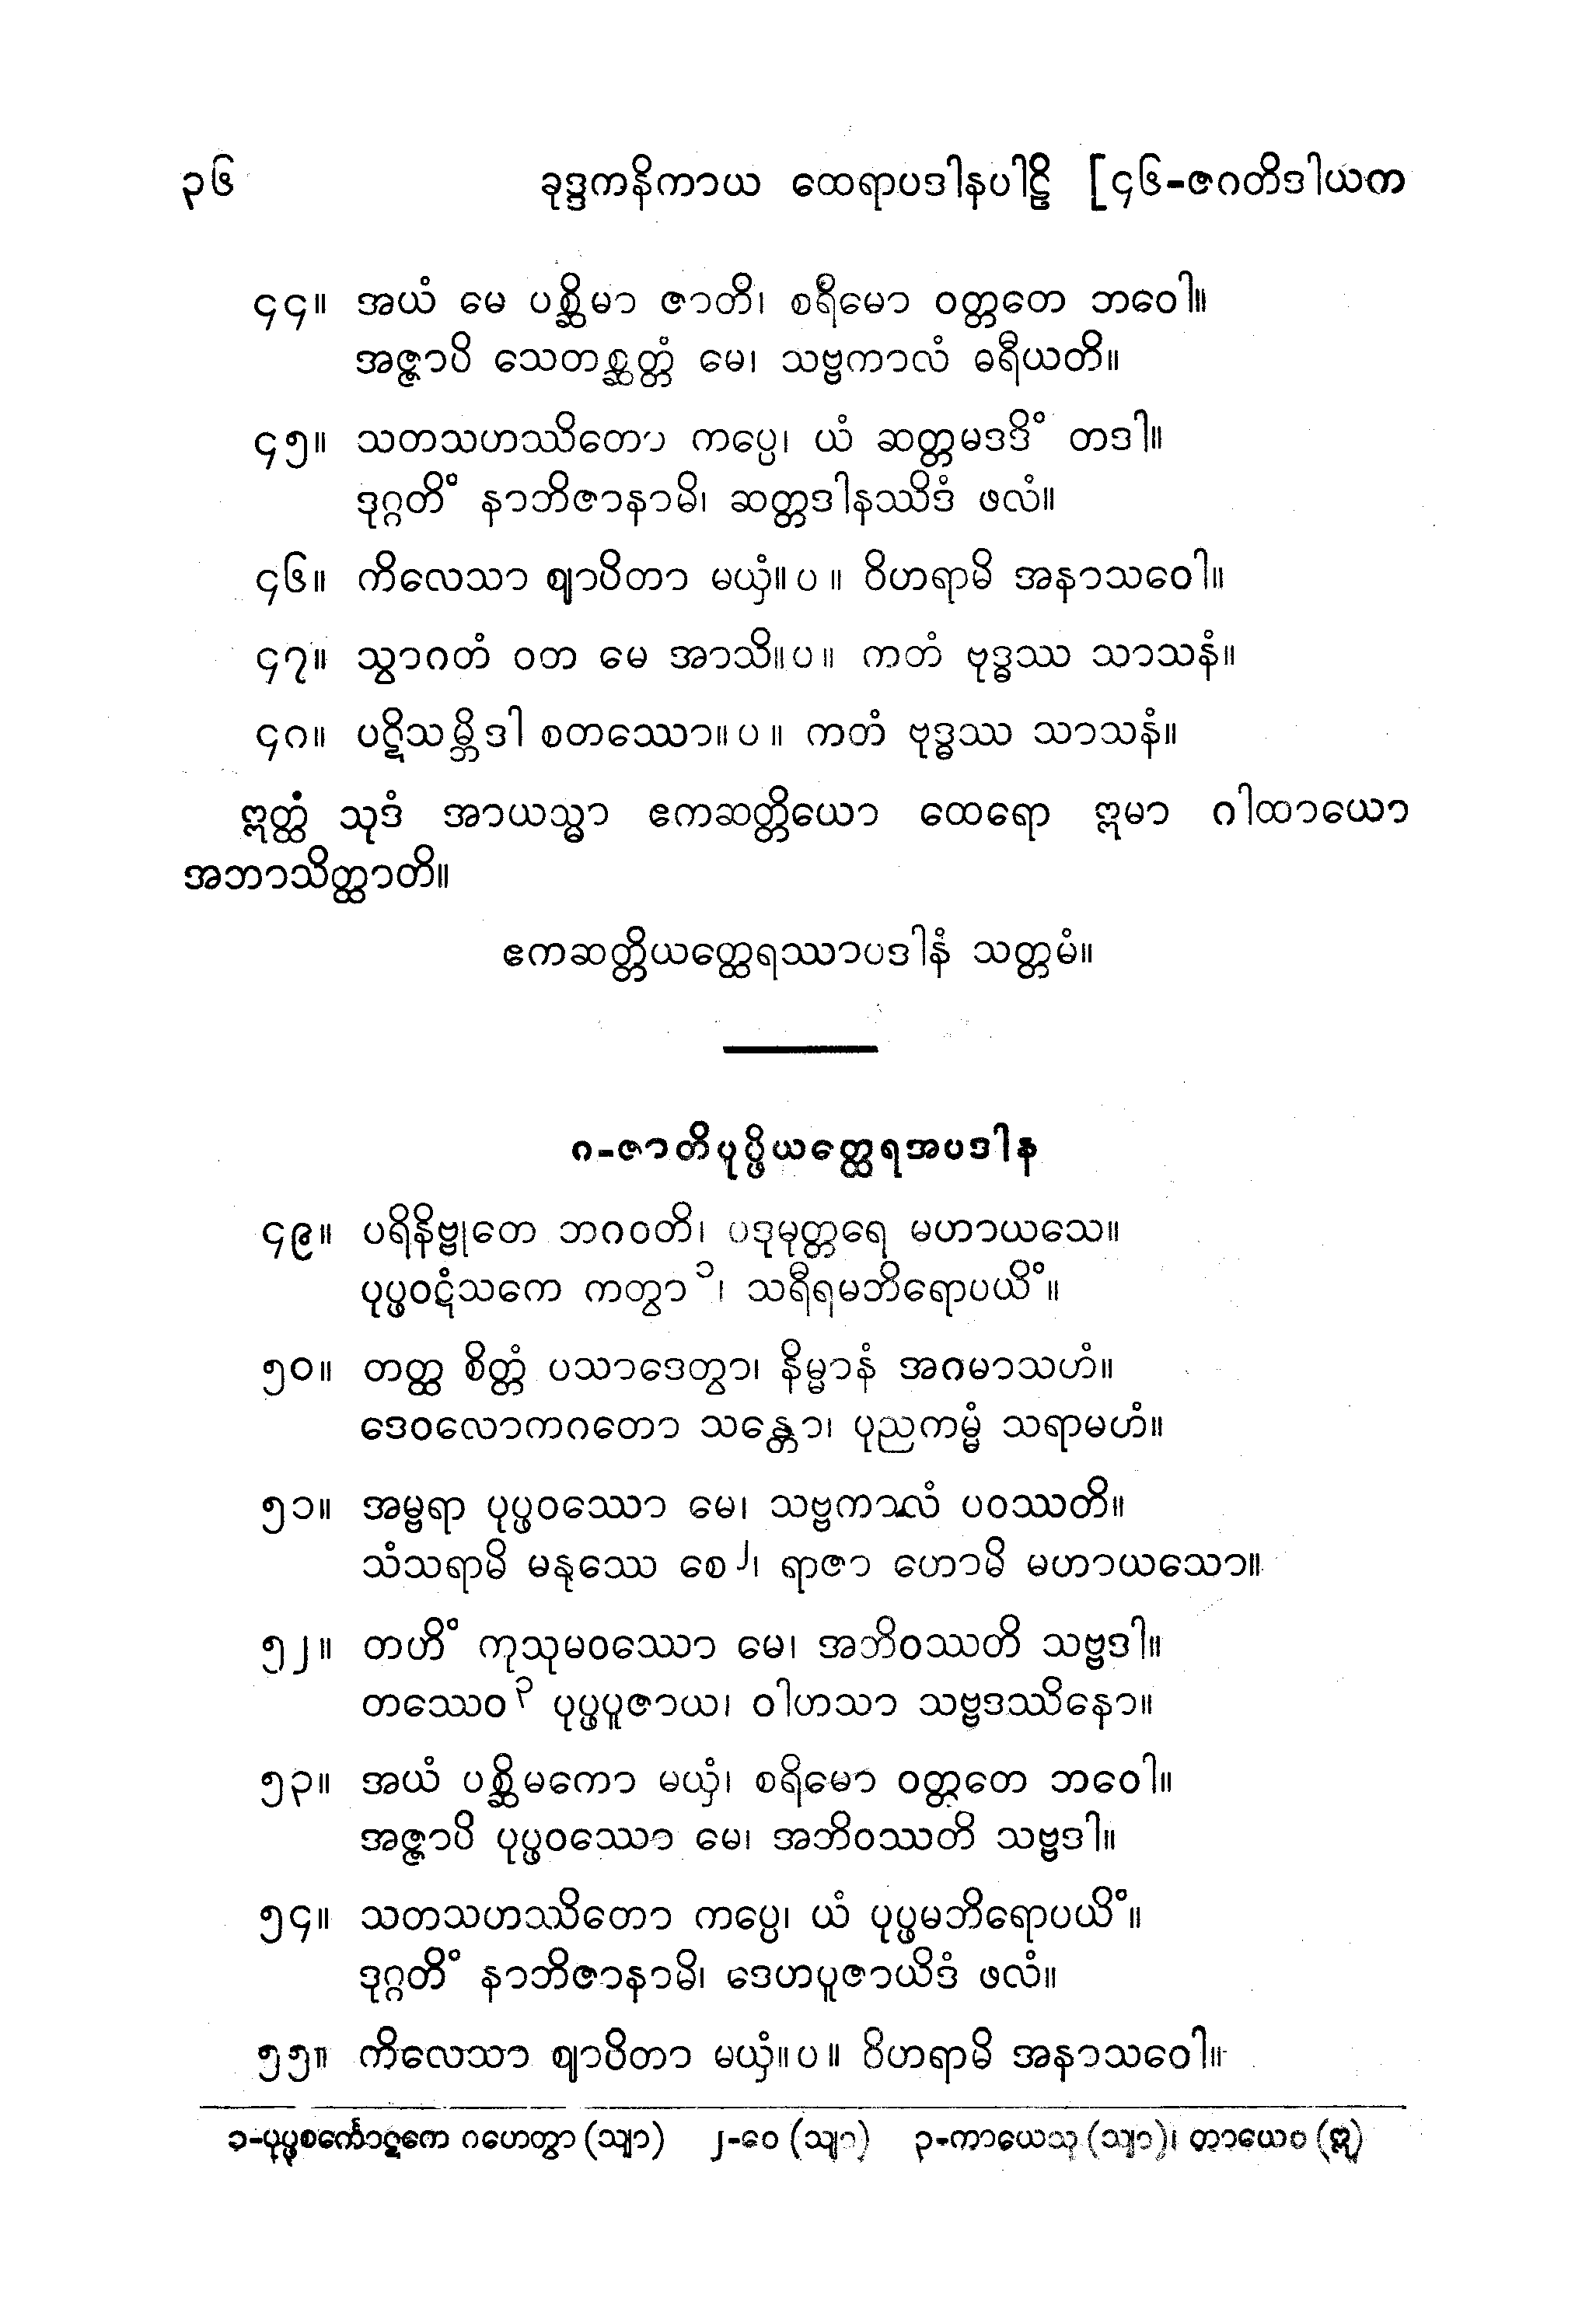 ၃၆ ခုဒ္ဒကနိကာယ ထေရာပဒါနပါဠိ [၄၆-ဇဂတိဒါယက
၄၄။ အယံ မေ ပစ္ဆိမာ ဇာတိ၊ စရိမော ဝတ္တတေ ဘဝေါ။
အဇ္ဇာပိ သေတစ္ဆတ္တံ မေ၊ သဗ္ဗကာလံ ဓရီယတိ။
၄၅။ သတသဟဿိတော ကပ္ပေ၊ ယံ ဆတ္တမဒဒိံ တဒါ။
ဒုဂ္ဂတိံ နာဘိဇာနာမိ၊ ဆတ္တဒါနဿိဒံ ဖလံ။
၄၆။ ကိလေသာ ဈာပိတာ မယှံ။ပ။ ဝိဟရာမိ အနာသဝေါ။
၄၇။ သွာဂတံ ဝတ မေ အာသိ။ပ။ ကတံ ဗုဒ္ဓဿ သာသနံ။
၄၈။ ပဋိသမ္ဘိဒါ စတဿော။ပ။ ကတံ ဗုဒ္ဓဿ သာသနံ။
ဣတ္ထံ သုဒံ အာယသ္မာ ဧကဆတ္တိယော ထေရော ဣမာ ဂါထာယော
အဘာသိတ္ထာတိ။
ဧကဆတ္တိယတ္ထေရဿာပဒါနံ သတ္တမံ။
၈-ဇာတိပုပ္ဖိယတ္ထေရအပဒါန
၄၉။ ပရိနိဗ္ဗုတေ ဘဂဝတိ၊ ပဒုမုတ္တရေ မဟာယသေ။
ပုပ္ဖဝဋံသကေ ကတွာ ၁၊ သရီရမဘိရောပယိံ။
၅၀။ တတ္ထ စိတ္တံ ပသာဒေတွာ၊ နိမ္မာနံ အဂမာသဟံ။
ဒေဝလောကဂတော သန္တော၊ ပုညကမ္မံ သရာမဟံ။
၅၁။ အမ္ဗရာ ပုပ္ဖဝဿော မေ၊ သဗ္ဗကာလံ ပဝဿတိ။
သံသရာမိ မနုဿေ စေ ၂၊ ရာဇာ ဟောမိ မဟာယသော။
၅၂။ တဟိံ ကုသုမဝဿော မေ၊ အဘိဝဿတိ သဗ္ဗဒါ။
တဿေဝ ၃ ပုပ္ဖပူဇာယ၊ ဝါဟသာ သဗ္ဗဒဿိနော။
၅၃။ အယံ ပစ္ဆိမကော မယှံ၊ စရိမော ဝတ္တတေ ဘဝေါ။
အဇ္ဇာပိ ပုပ္ဖဝဿော မေ၊ အဘိဝဿတိ သဗ္ဗဒါ။
၅၄။ သတသဟဿိတော ကပ္ပေ၊ ယံ ပုပ္ဖမဘိရောပယိံ။
ဒုဂ္ဂတိံ နာဘိဇာနာမိ၊ ဒေဟပူဇာယိဒံ ဖလံ။
၅၅။ ကိလေသာ ဈာပိတာ မယှံ။ပ။ ဝိဟရာမိ အနာသဝေါ။
၁-ပုပ္ဖစင်္ကောဋကေ ဂဟေတွာ (သျာ) ၂-ဝေ (သျာ) ၃-ကာယေသု (သျာ)၊ တာယေဝ (ဣ)